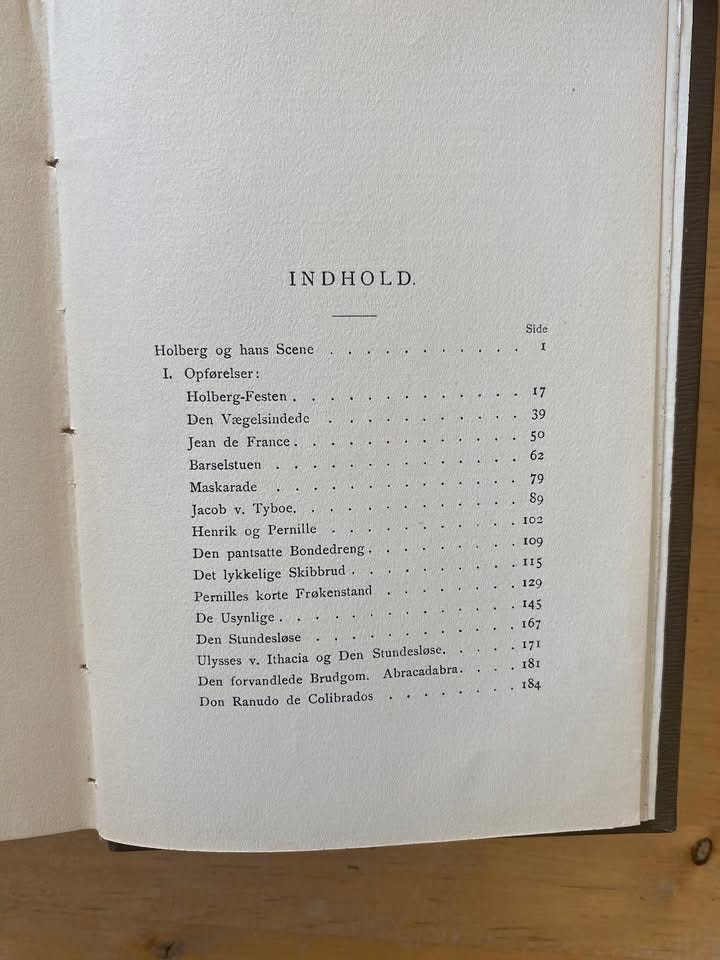 INDHOLD.
Side
Holberg og hans Scene . . . . . . . . . . . 1
I. Opførelser:
Holberg-Festen . . . . . . . . . . . . . 17
Den Vægelsindede . . . . . . . . . . . 39
Jean de France . . . . . . . . . . . . . 50
Barselstuen . . . . . . . . . . . . . . 62
Maskarade . . . . . . . . . . . . . . 79
Jacob v. Tyboe. . . . . . . . . . . . . 89
Henrik og Pernille . . . . . . . . . . . 102
Den pantsatte Bondedreng . . . . . . . . . 109
Det lykkelige Skibbrud . . . . . . . . . . 115
Pernilles korte Frøkenstand . . . . . . . . 129
De Usynlige . . . . . . . . . . . . . . 145
Den Stundesløse . . . . . . . . . . . . 167
Ulysses v. Ithacia og Den Stundesløse. . . . . 171
Den forvandlede Brudgom. Abracadabra. . . . 181
Don Ranudo de Colibrados . . . . . . . . 184